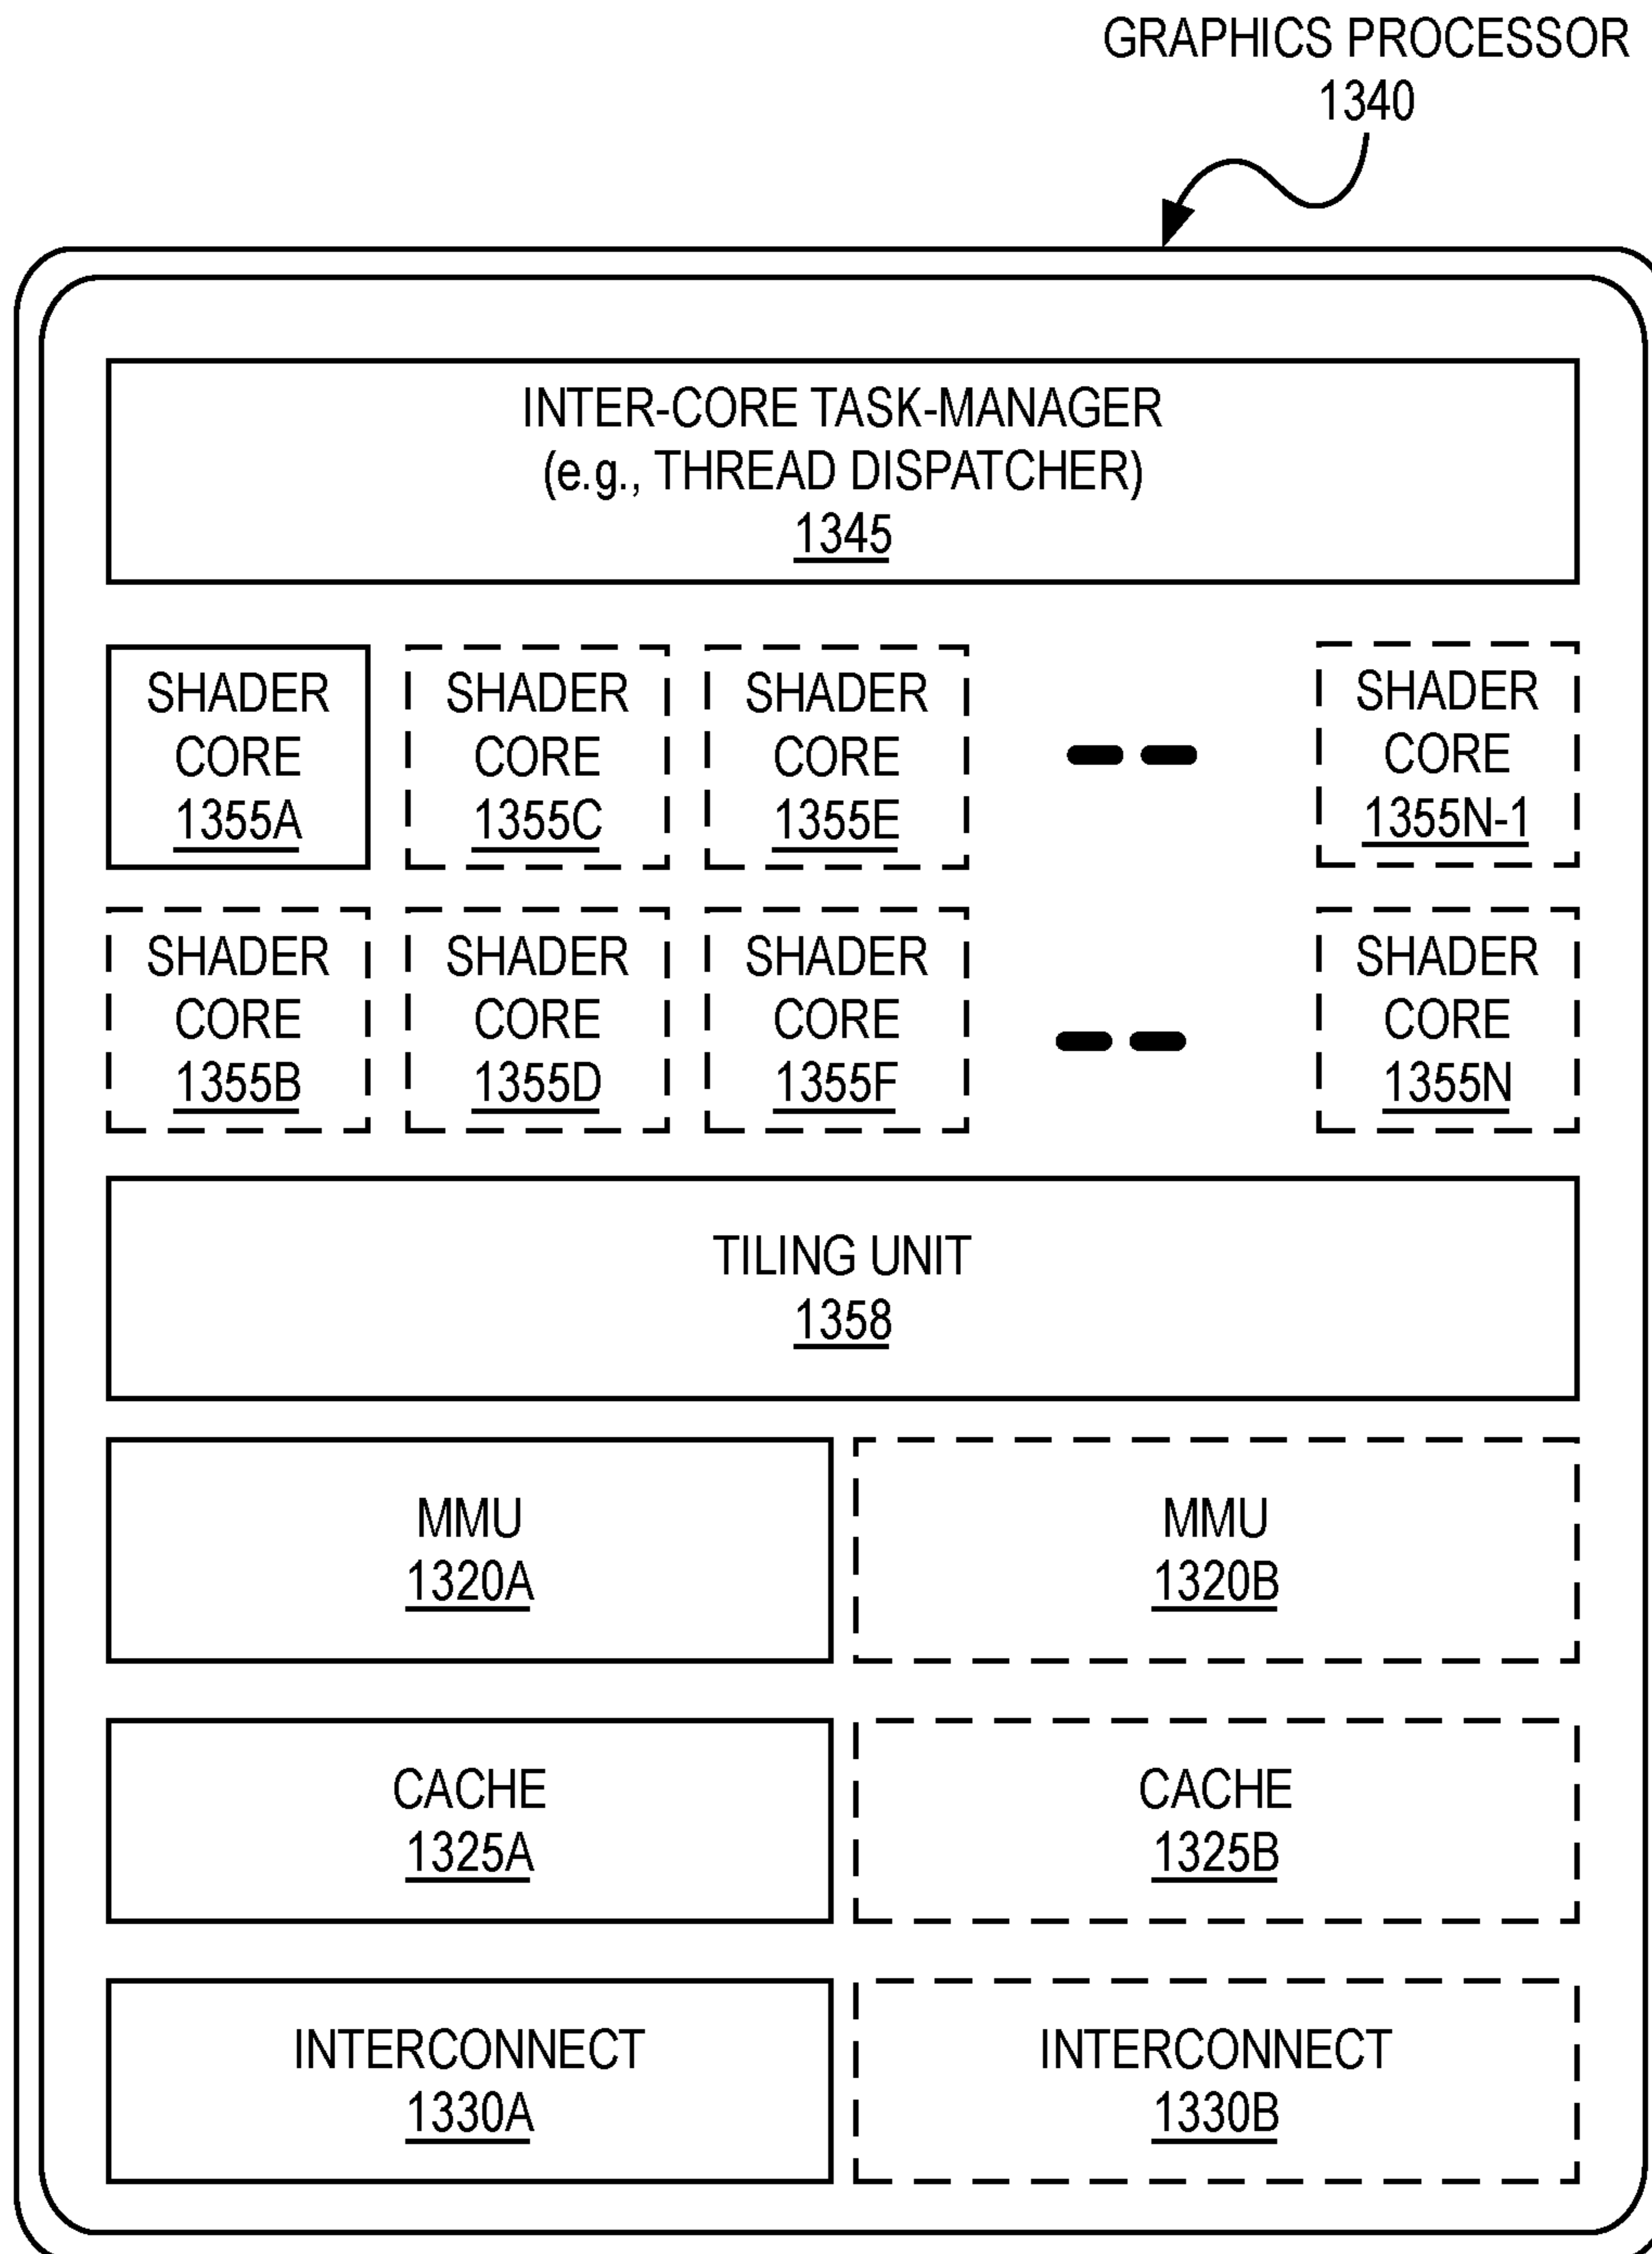 GRAPHICS PROCESSOR
1340
INTER-CORE TASK-MANAGER
(e.g., THREAD DISPATCHER)
1345
SHADER
CORE
1355A
SHADER
CORE
1355C
SHADER
CORE
1355E
SHADER
CORE
1355N-1
SHADER
CORE
1355B
SHADER
CORE
1355D
SHADER
CORE
1355F
SHADER
CORE
1355N
TILING UNIT
1358
MMU
1320A
MMU
1320B
CACHE
1325A
CACHE
1325B
INTERCONNECT
1330A
INTERCONNECT
1330B